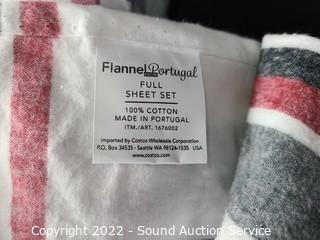 Flannel FROM Portugal
FULL
SHEET SET
100% COTTON
MADE IN PORTUGAL
ITM./ART. 1676002
Imported by Costco Wholesale Corporation
P.O. Box 34535 - Seattle WA 98124-1535 USA
www.costco.com
Copyright 2022 - Sound Auction Service